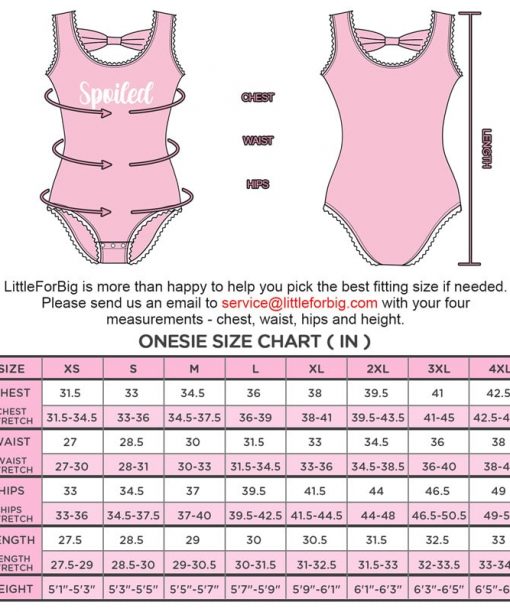 Spoiled
CHEST
WAIST
HIPS
LENGTH
LittleForBig is more than happy to help you pick the best fitting size if needed.
Please send us an email to service@littleforbig.com with your four
measurements - chest, waist, hips and height.
ONESIE SIZE CHART ( IN )
SIZE XS S M L XL 2XL 3XL 4XL
CHEST 31.5 33 34.5 36 38 39.5 41 42.5
CHEST
STRETCH 31.5-34.5 33-36 34.5-37.5 36-39 38-41 39.5-43.5 41-45 42.5-4
WAIST 27 28.5 30 31.5 33 34.5 36 38
WAIST
STRETCH 27-30 28-31 30-33 31.5-34.5 33-36 34.5-38.5 36-40 38-4
HIPS 33 34.5 37 39.5 41.5 44 46.5 49
HIPS
STRETCH 33-36 34.5-37.5 37-40 39.5-42.5 41.5-44.5 44-48 46.5-50.5 49-5
LENGTH 27.5 28.5 29 30 30.5 31.5 32.5 33
LENGTH
STRETCH 27.5-29 28.5-30 29-30.5 30-31.5 30.5-32 31.5-33 32.5-33.5 33-3
HEIGHT 5'1"-5'3" 5'3"-5'5" 5'5"-5'7" 5'7"-5'9" 5'9"-6'1" 6'1"-6'3" 6'3"-6'5" 6'5"-